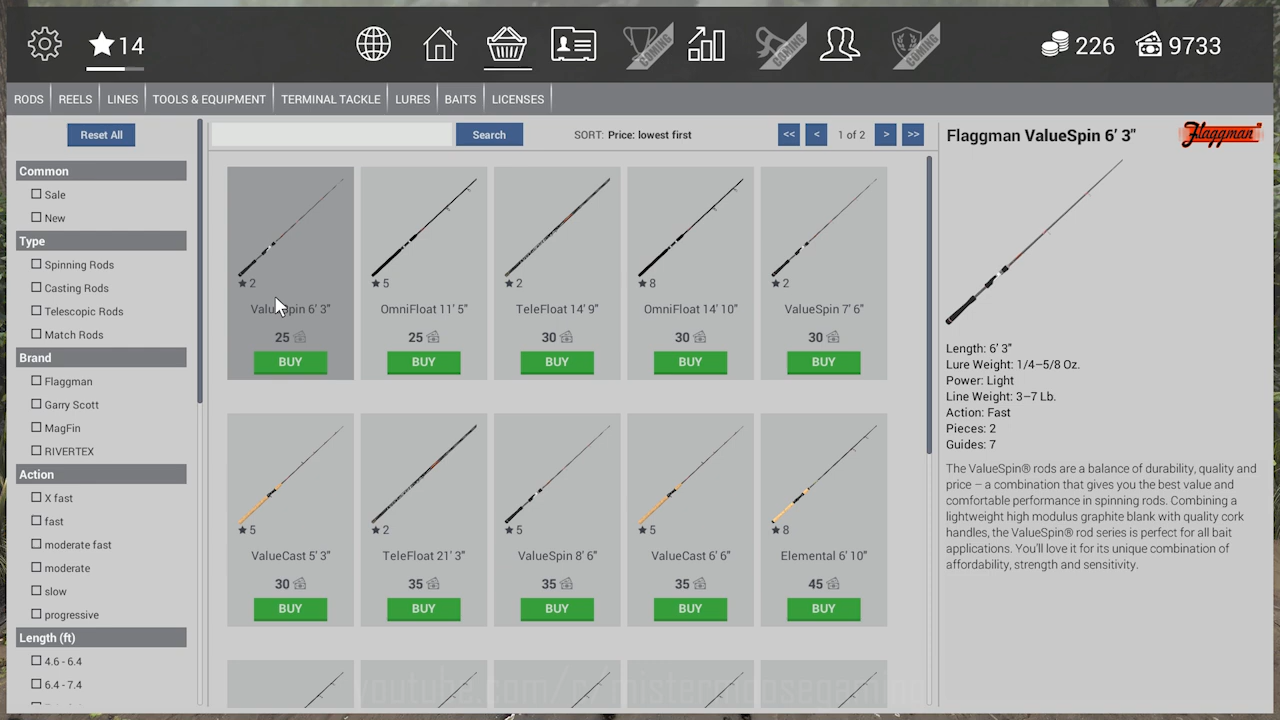 14
COMING
COMING
COMING
226
9733
RODS
REELS
LINES
TOOLS & EQUIPMENT
TERMINAL TACKLE
LURES
BAITS
LICENSES
Reset All
Search
SORT: Price: lowest first
<<
<
1 of 2
>
>>
Common
Sale
New
Type
Spinning Rods
Casting Rods
Telescopic Rods
Match Rods
Brand
Flaggman
Garry Scott
MagFin
RIVERTEX
Action
X fast
fast
moderate fast
moderate
slow
progressive
Length (ft)
4.6 - 6.4
6.4 - 7.4
2
5
2
8
2
ValueSpin 6' 3"
OmniFloat 11' 5"
TeleFloat 14' 9"
OmniFloat 14' 10"
ValueSpin 7' 6"
25
25
30
30
30
BUY
BUY
BUY
BUY
BUY
5
2
5
5
8
ValueCast 5' 3"
TeleFloat 21' 3"
ValueSpin 8' 6"
ValueCast 6' 6"
Elemental 6' 10"
30
35
35
35
45
BUY
BUY
BUY
BUY
BUY
Flaggman ValueSpin 6' 3"
Flaggman
Length: 6' 3"
Lure Weight: 1/4–5/8 Oz.
Power: Light
Line Weight: 3–7 Lb.
Action: Fast
Pieces: 2
Guides: 7
The ValueSpin® rods are a balance of durability, quality and
price – a combination that gives you the best value and
comfortable performance in spinning rods. Combining a
lightweight high modulus graphite blank with quality cork
handles, the ValueSpin® rod series is perfect for all bait
applications. You'll love it for its unique combination of
affordability, strength and sensitivity.